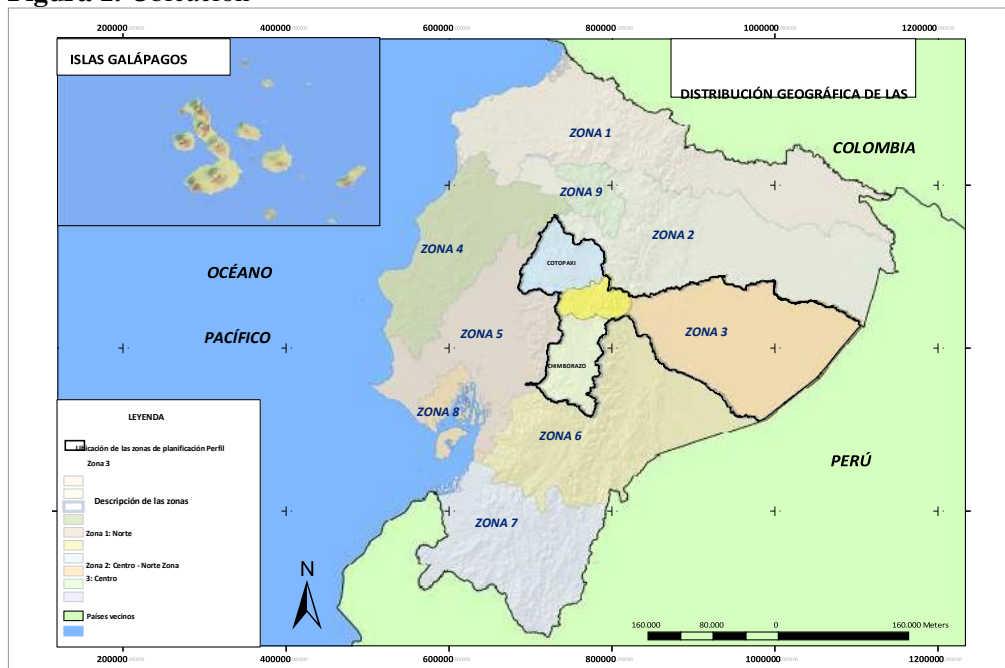 Figura 1. Ubicación
200000 400000 600000 800000 1000000 1200000
ISLAS GALÁPAGOS
DISTRIBUCIÓN GEOGRÁFICA DE LAS
ZONA 1
COLOMBIA
ZONA 9
ZONA 4
ZONA 2
OCÉANO
COTOPAXI
PACÍFICO
ZONA 5
ZONA 3
CHIMBORAZO
ZONA 8
ZONA 6
PERÚ
ZONA 7
LEYENDA
Ubicación de las zonas de planificación Perfil
Zona 3
Descripción de las zonas
Zona 1: Norte
Zona 2: Centro - Norte Zona
3: Centro
Países vecinos
N
160.000 80.000 0 160.000 Meters
200000 400000 600000 800000 1000000 1200000